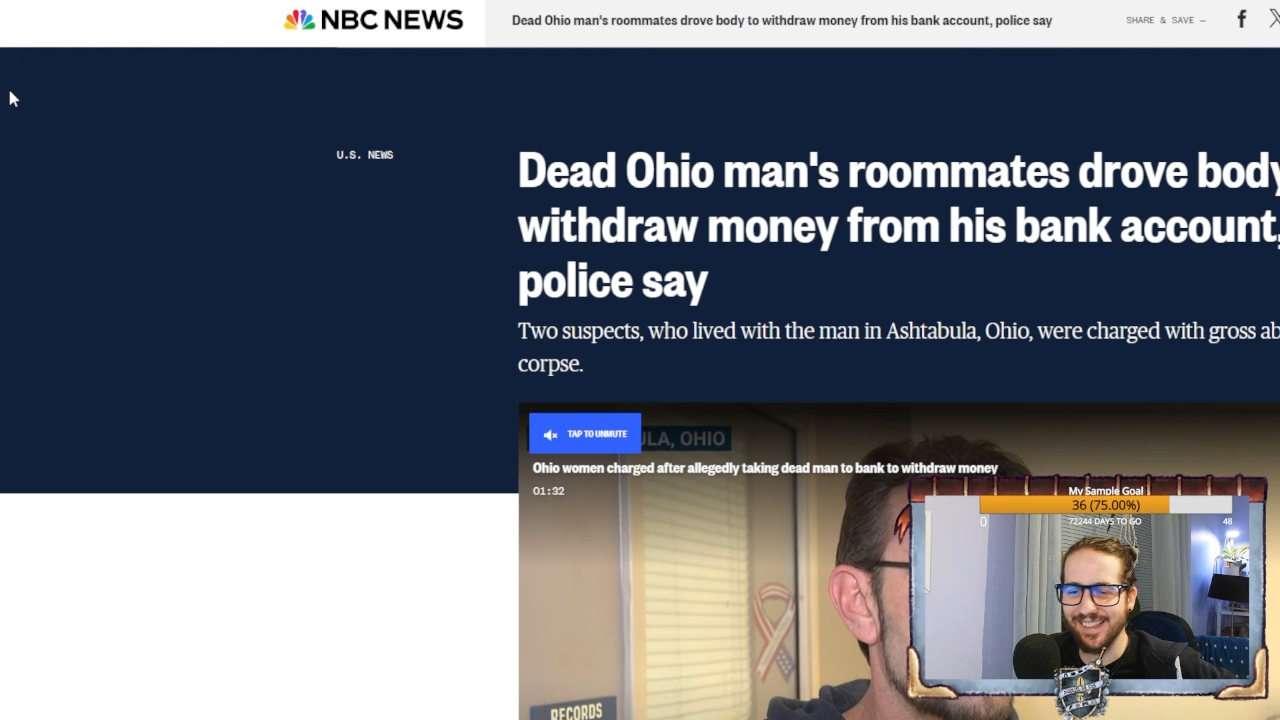 NBC NEWS
Dead Ohio man's roommates drove body to withdraw money from his bank account, police say
SHARE & SAVE —
U.S. NEWS
Dead Ohio man's roommates drove body
withdraw money from his bank account,
police say
Two suspects, who lived with the man in Ashtabula, Ohio, were charged with gross ab
corpse.
TAP TO UNMUTE
ULA, OHIO
Ohio women charged after allegedly taking dead man to bank to withdraw money
01:32
My Sample Goal
36 (75.00%)
0
72244 DAYS TO GO
48
RECORDS